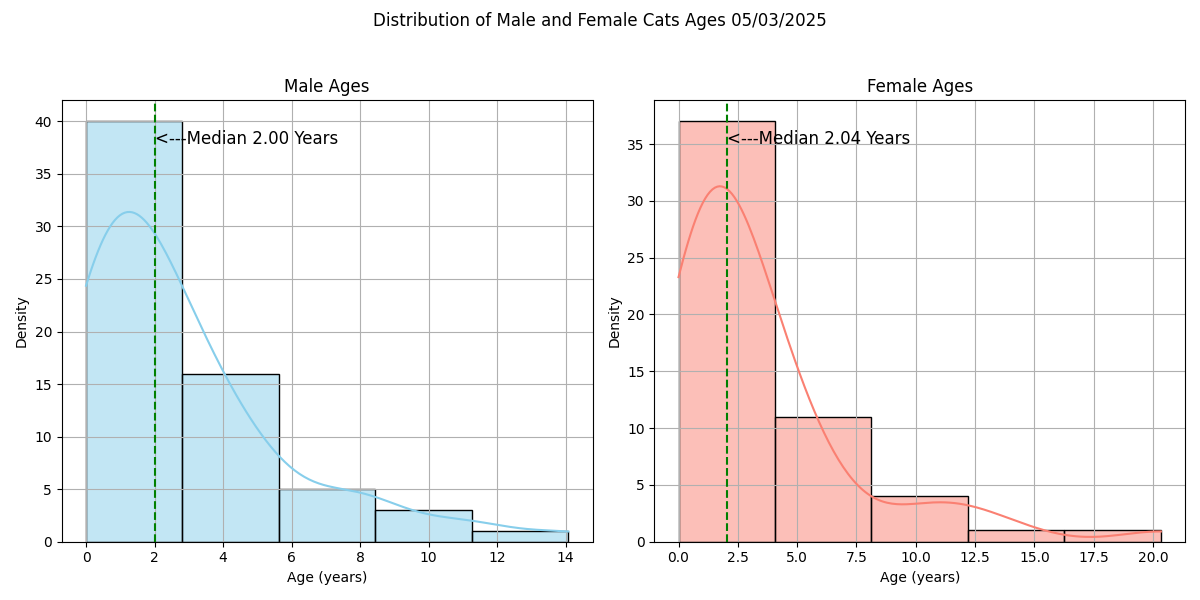 Distribution of Male and Female Cats Ages 05/03/2025
Male Ages
40
35
30
25
20
15
10
5
0
Density
<---Median 2.00 Years
0 2 4 6 8 10 12 14
Age (years)
Female Ages
35
30
25
20
15
10
5
0
Density
<---Median 2.04 Years
0.0 2.5 5.0 7.5 10.0 12.5 15.0 17.5 20.0
Age (years)